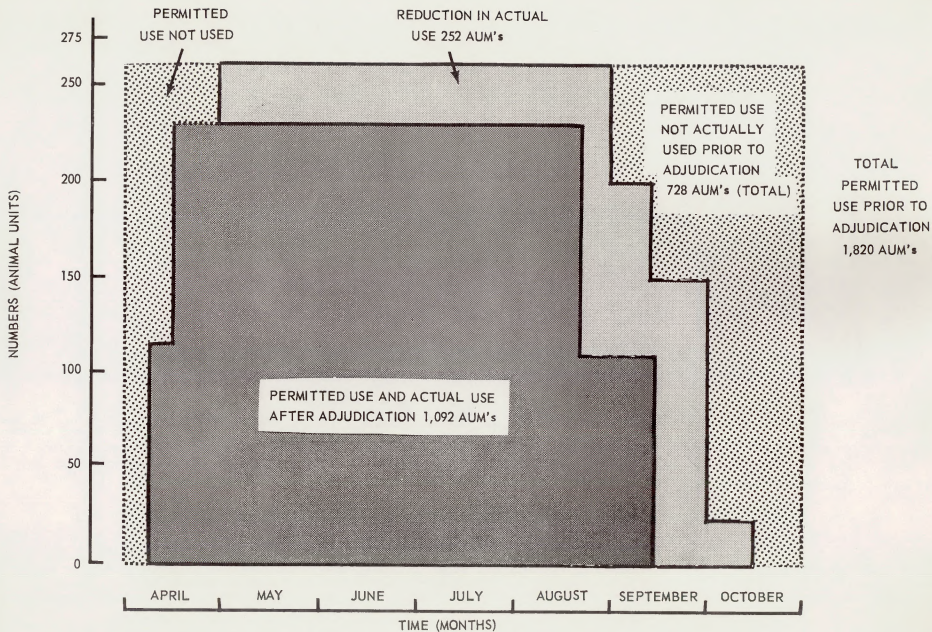 PERMITTED
USE NOT USED
REDUCTION IN ACTUAL
USE 252 AUM's
275
250
200
150
100
50
0
NUMBERS (ANIMAL UNITS)
PERMITTED USE
NOT ACTUALLY
USED PRIOR TO
ADJUDICATION
728 AUM's (TOTAL)
TOTAL
PERMITTED
USE PRIOR TO
ADJUDICATION
1,820 AUM's
PERMITTED USE AND ACTUAL USE
AFTER ADJUDICATION 1,092 AUM's
APRIL MAY JUNE JULY AUGUST SEPTEMBER OCTOBER
TIME (MONTHS)